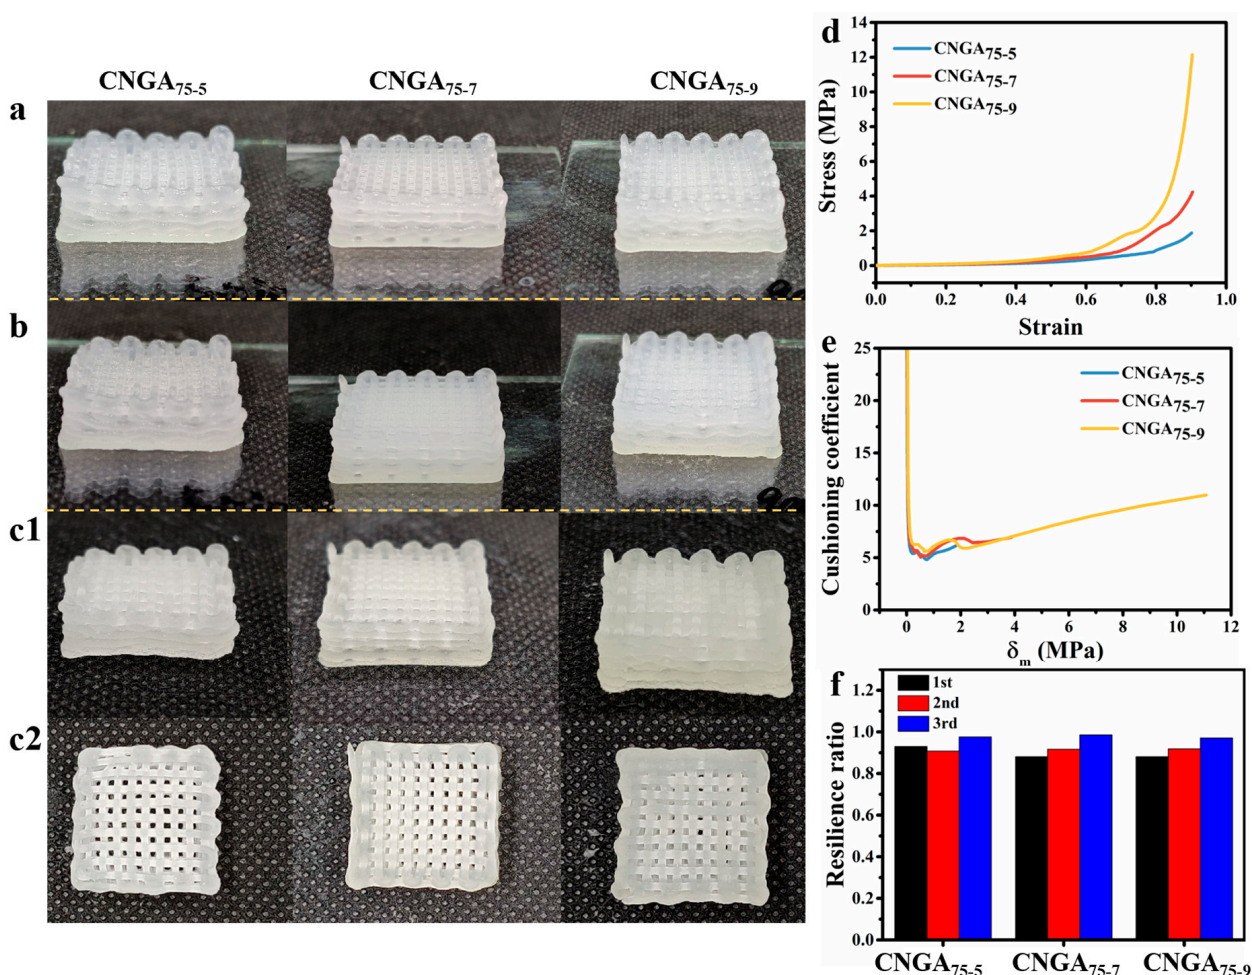 CNGA75-5
CNGA75-7
CNGA75-9
a
b
c1
c2
d
14
12
10
8
6
4
2
0
Stress (MPa)
CNGA75-5
CNGA75-7
CNGA75-9
0.0 0.2 0.4 0.6 0.8 1.0
Strain
e
25
20
15
10
5
0
Cushioning coefficient
CNGA75-5
CNGA75-7
CNGA75-9
0 2 4 6 8 10 12
δm (MPa)
f
1.2
1.0
0.8
0.6
0.4
0.2
0.0
Resilience ratio
1st
2nd
3rd
CNGA75-5 CNGA75-7 CNGA75-9